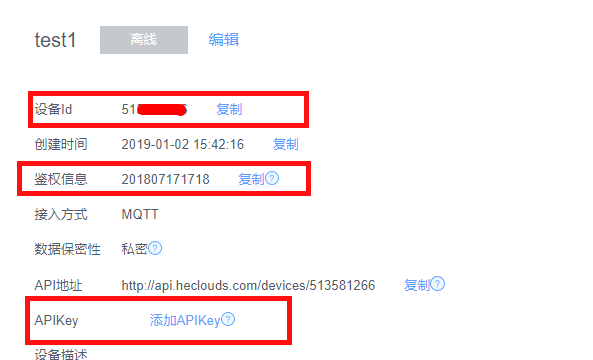 test1 离线 编辑
设备Id 复制
创建时间 2019-01-02 15:42:16 复制
鉴权信息 201807171718 复制?
接入方式 MQTT
数据保密性 私密?
API地址 http://api.heclouds.com/devices/513581266 复制?
APIKey 添加APIKey?
设备描述